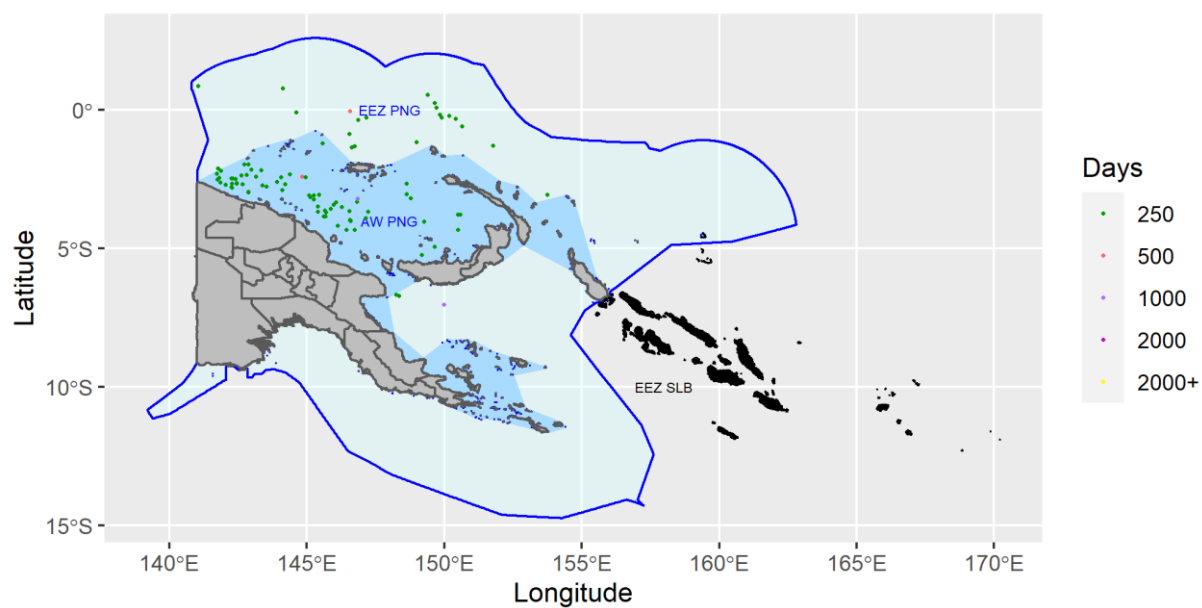 0°
5°S
10°S
15°S
Latitude
EEZ PNG
AW PNG
EEZ SLB
140°E
145°E
150°E
155°E
160°E
165°E
170°E
Longitude
Days
250
500
1000
2000
2000+